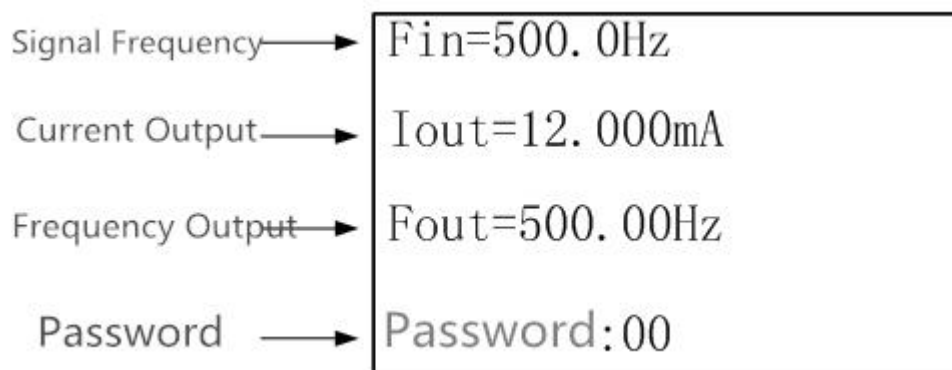 Signal Frequency Fin=500.0Hz
Current Output Iout=12.000mA
Frequency Output Fout=500.00Hz
Password Password:00